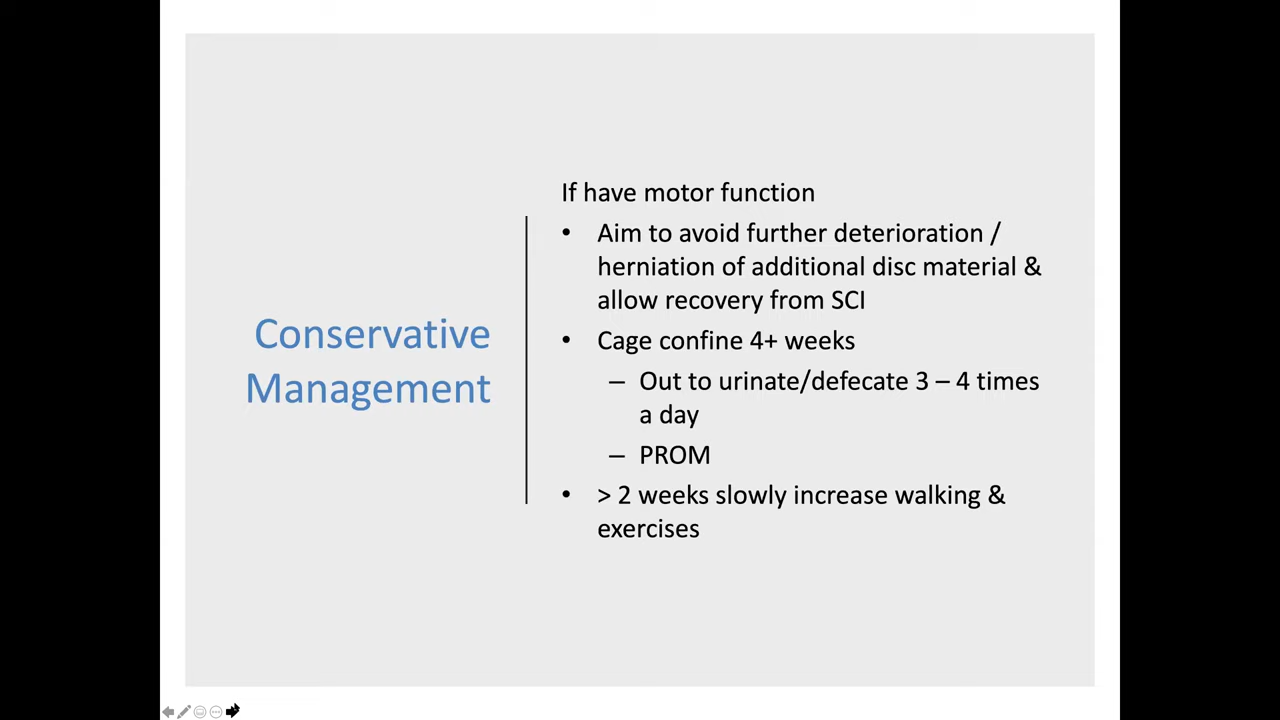 Conservative
Management
If have motor function
• Aim to avoid further deterioration /
herniation of additional disc material &
allow recovery from SCI
• Cage confine 4+ weeks
– Out to urinate/defecate 3 – 4 times
a day
– PROM
• > 2 weeks slowly increase walking &
exercises